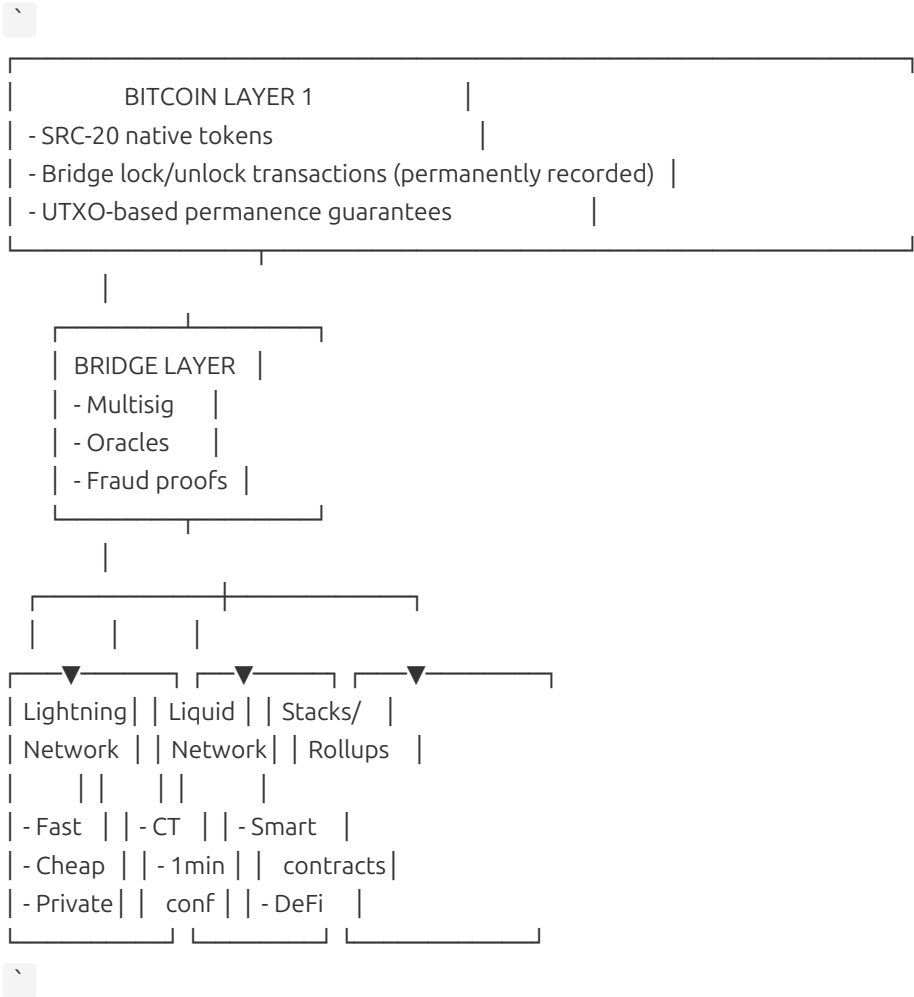 `
BITCOIN LAYER 1
- SRC-20 native tokens
- Bridge lock/unlock transactions (permanently recorded)
- UTXO-based permanence guarantees
BRIDGE LAYER
- Multisig
- Oracles
- Fraud proofs
Lightning Liquid Stacks/
Network Network Rollups
- Fast - CT - Smart
- Cheap - 1min contracts
- Private conf - DeFi
`